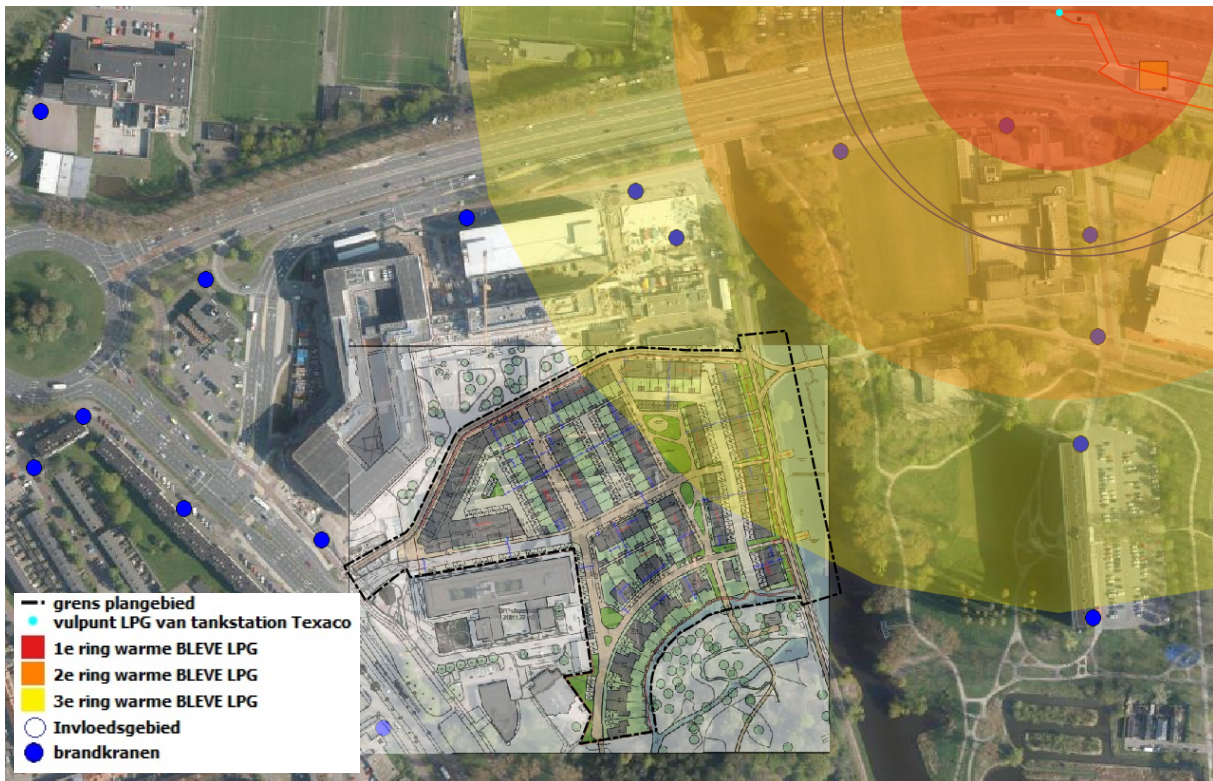 grens plangebied
vulpunt LPG van tankstation Texaco
1e ring warme BLEVE LPG
2e ring warme BLEVE LPG
3e ring warme BLEVE LPG
Invloedsgebied
brandkranen